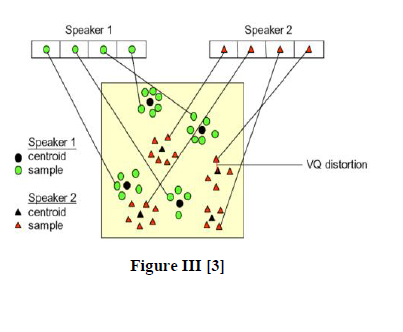 Speaker 1
Speaker 2
Speaker 1
centroid
sample
VQ distortion
Speaker 2
centroid
sample
Figure III [3]